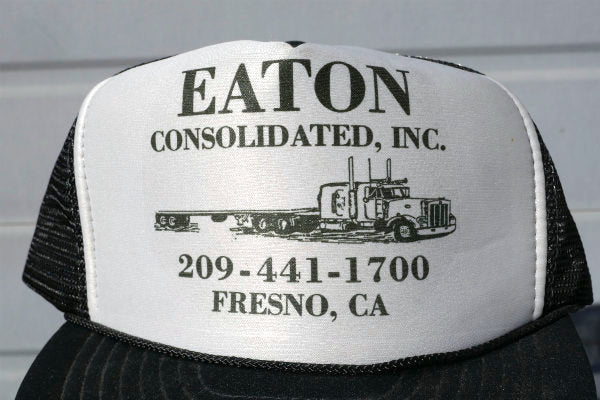 EATON
CONSOLIDATED, INC.
209-441-1700
FRESNO, CA